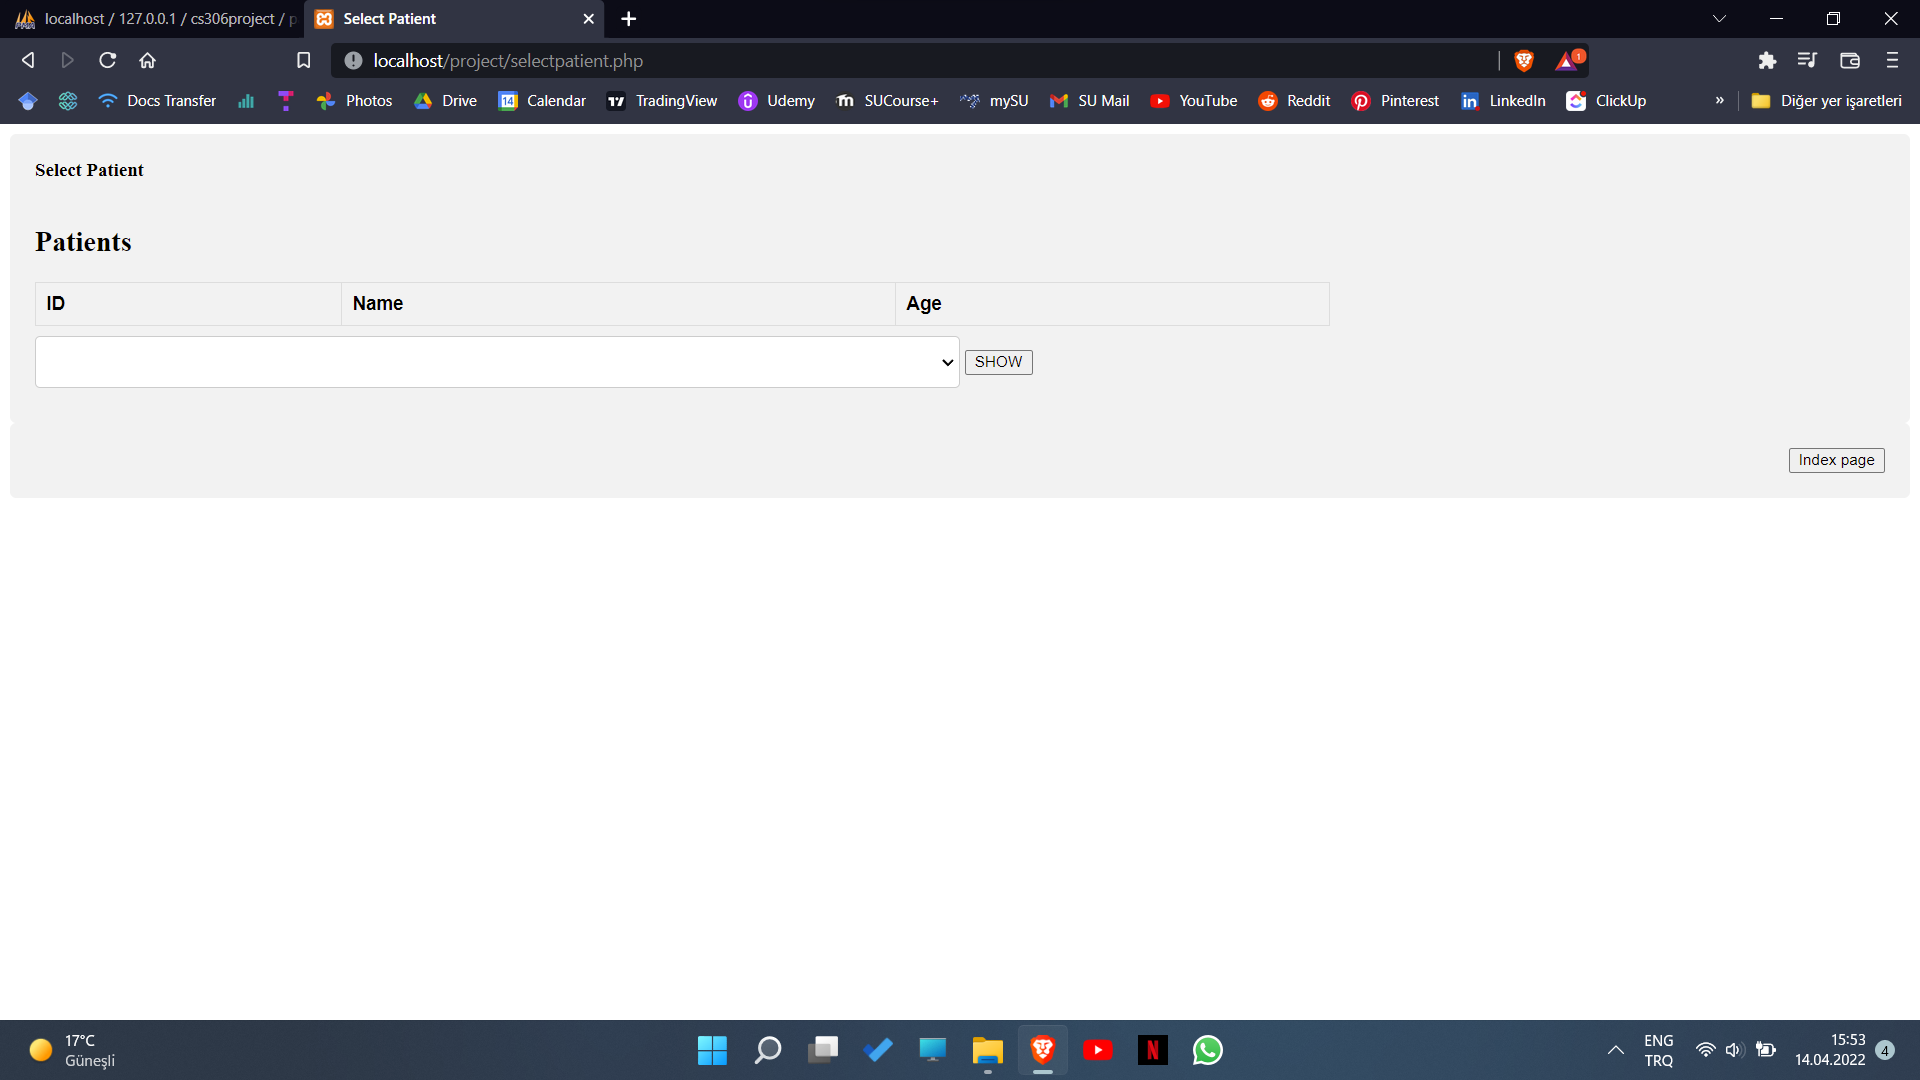 localhost / 127.0.0.1 / cs306project / p
Select Patient
localhost/project/selectpatient.php
1
Docs Transfer
Photos
Drive
14
Calendar
TradingView
Udemy
SUCourse+
mySU
SU Mail
YouTube
Reddit
Pinterest
LinkedIn
ClickUp
»
Diğer yer işaretleri
Select Patient
Patients
ID Name Age
SHOW
Index page
17°C
Güneşli
ENG
TRQ
15:53
14.04.2022
4